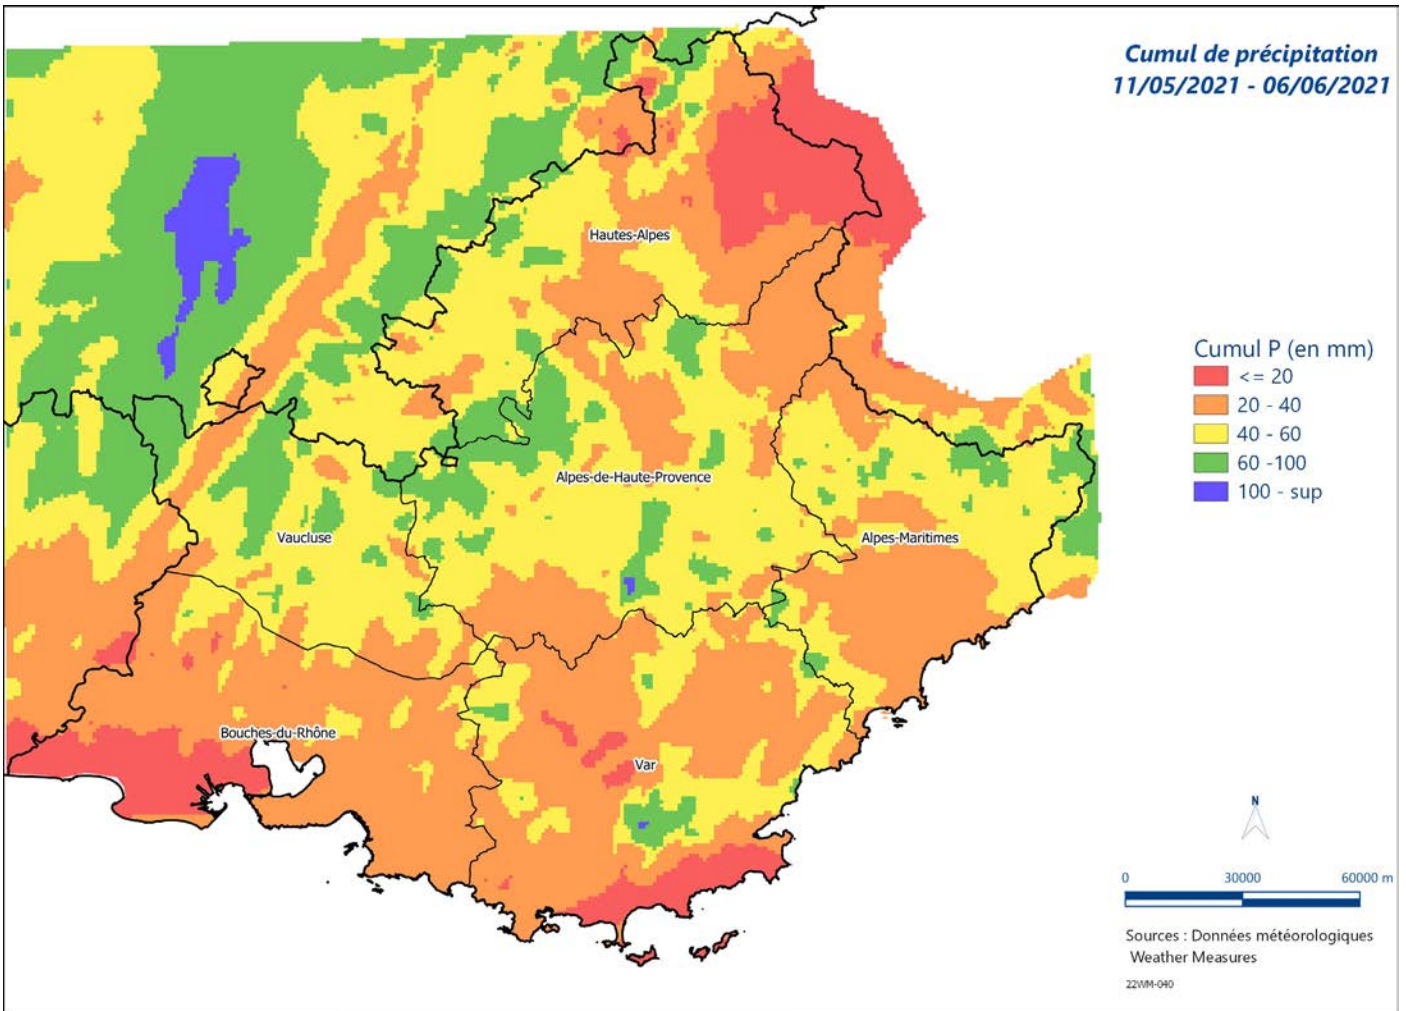 Cumul de précipitation
11/05/2021 - 06/06/2021
Hautes-Alpes
Cumul P (en mm)
<= 20
20 - 40
40 - 60
60 -100
100 - sup
Alpes-de-Haute-Provence
Vaucluse
Alpes-Maritimes
Bouches-du-Rhône
Var
N
0 30000 60000 m
Sources : Données météorologiques
Weather Measures
22WM-040